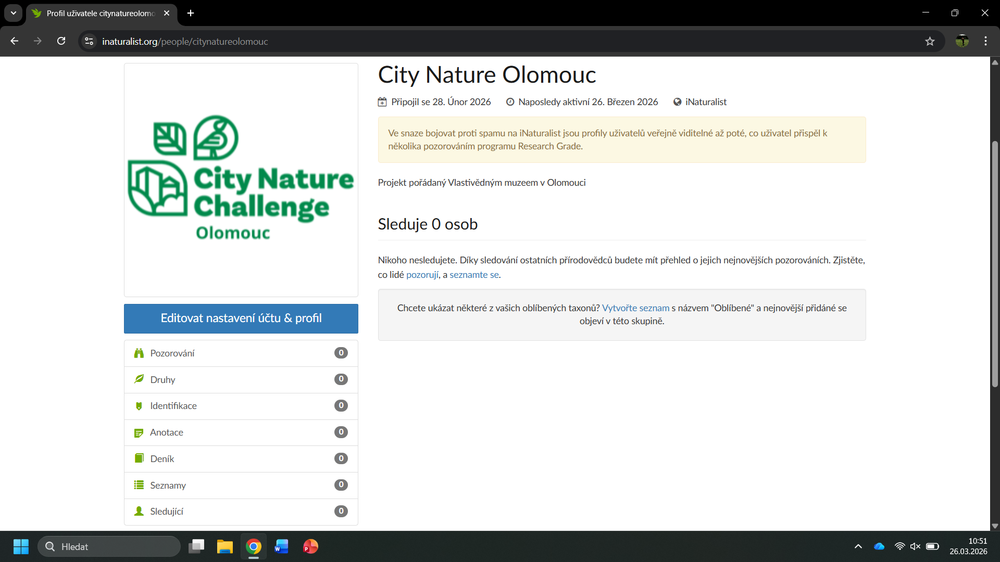 Profil uživatele citynatureolomo
inaturalist.org/people/citynatureolomouc
City Nature
Challenge
Olomouc
City Nature Olomouc
Připojil se 28. Únor 2026 Naposledy aktivní 26. Březen 2026 iNaturalist
Ve snaze bojovat proti spamu na iNaturalist jsou profily uživatelů veřejně viditelné až poté, co uživatel přispěl k
několika pozorováním programu Research Grade.
Projekt pořádaný Vlastivědným muzeem v Olomouci
Sleduje 0 osob
Nikoho nesledujete. Díky sledování ostatních přírodovědců budete mít přehled o jejich nejnovějších pozorováních. Zjistěte,
co lidé pozorují, a seznamte se.
Chcete ukázat některé z vašich oblíbených taxonů? Vytvořte seznam s názvem "Oblíbené" a nejnovější přidáné se
objeví v této skupině.
Editovat nastavení účtu & profil
Pozorování 0
Druhy 0
Identifikace 0
Anotace 0
Deník 0
Seznamy 0
Sledující 0
Hledat
10:51
26.03.2026